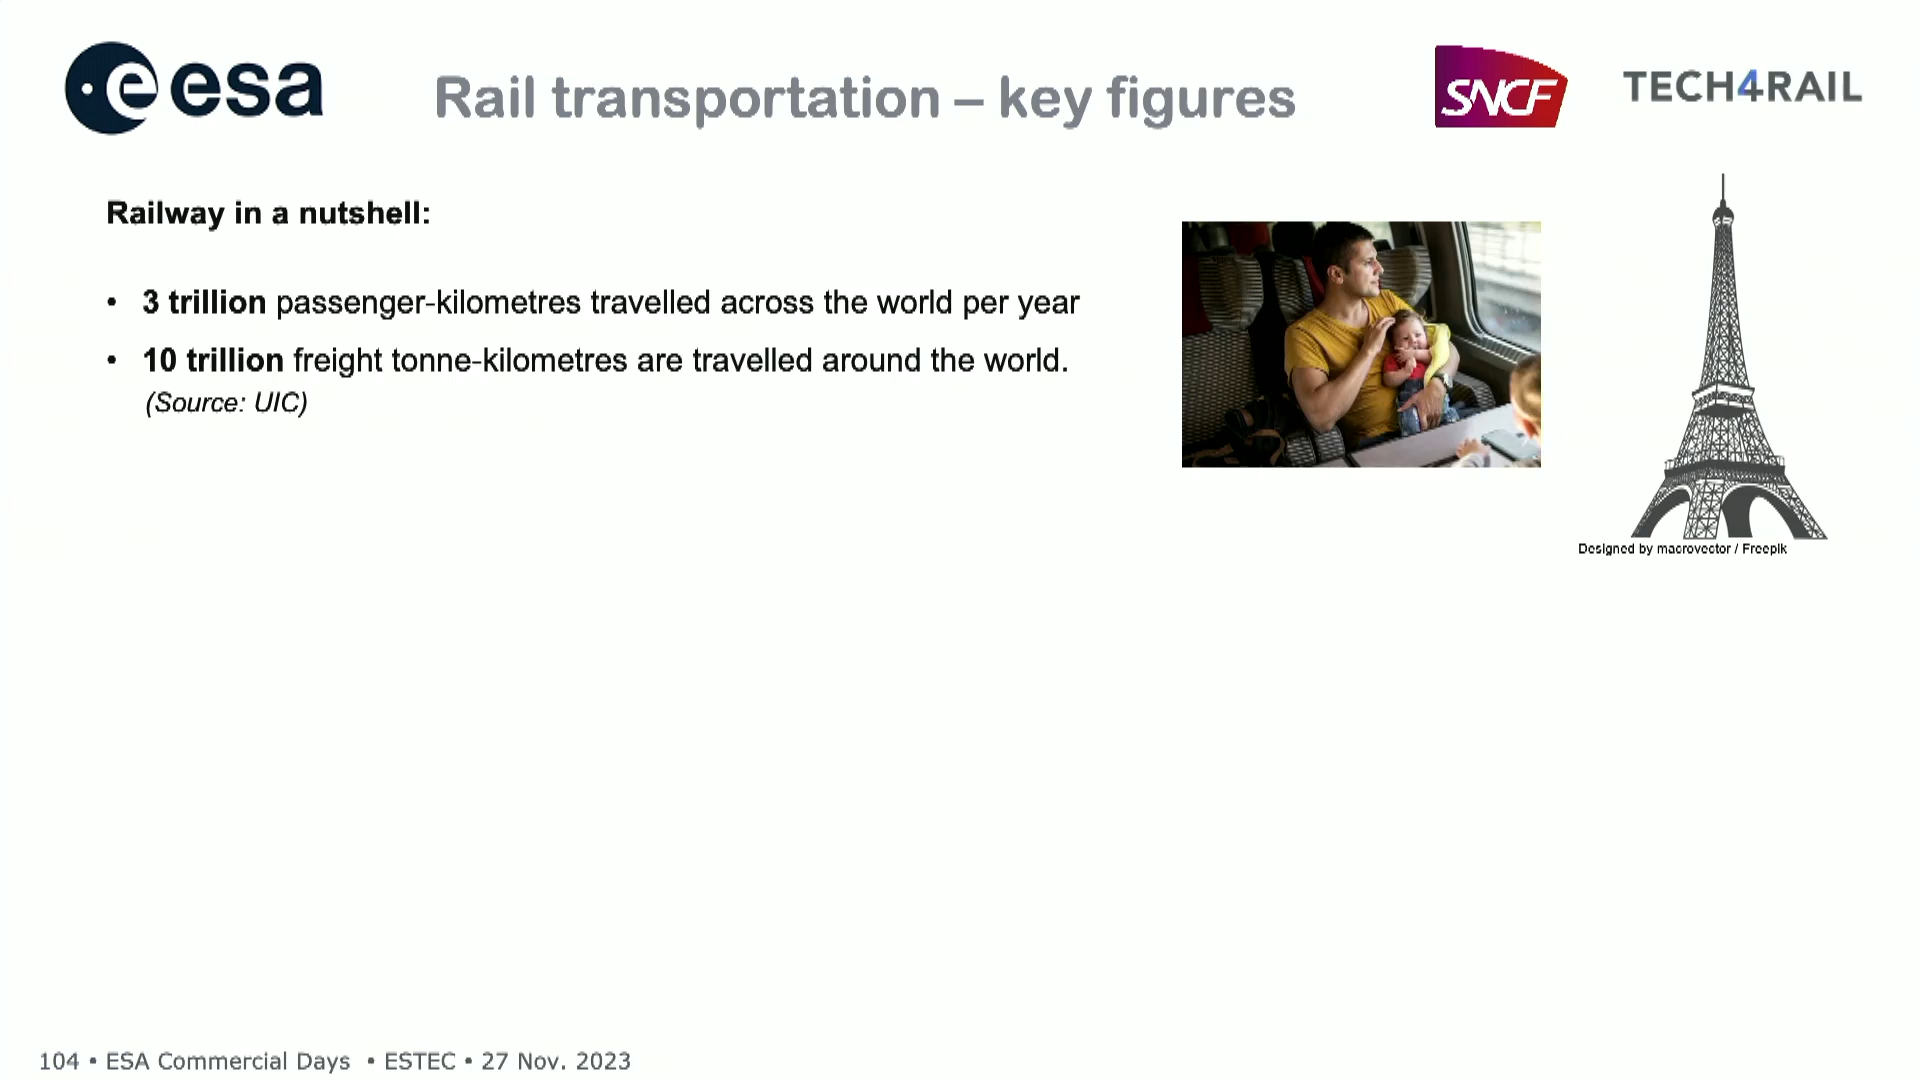 esa
Rail transportation – key figures
SNCF
TECH4RAIL
Railway in a nutshell:
• 3 trillion passenger-kilometres travelled across the world per year
• 10 trillion freight tonne-kilometres are travelled around the world.
(Source: UIC)
Designed by macrovector / Freepik
104 • ESA Commercial Days • ESTEC • 27 Nov. 2023